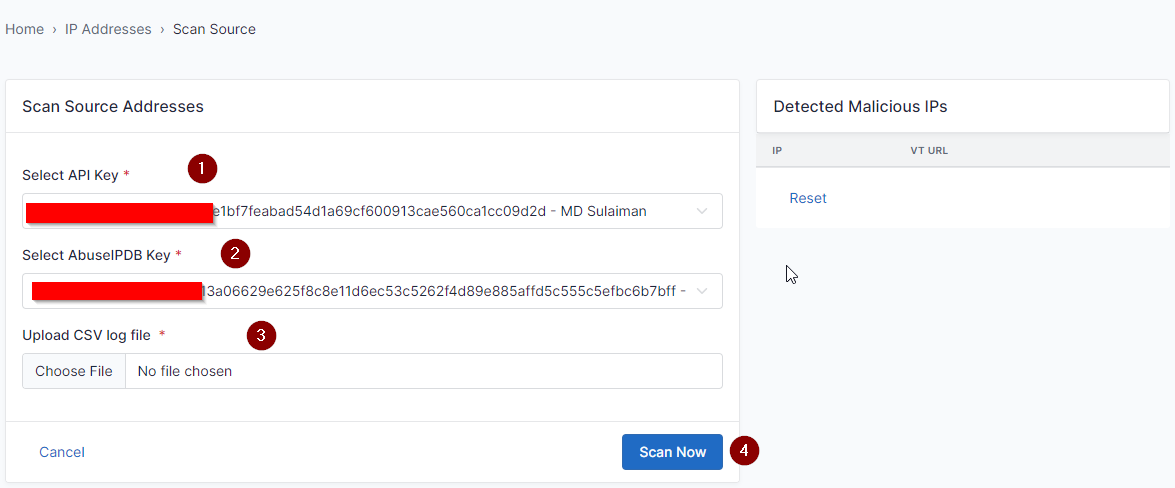 Home › IP Addresses › Scan Source
Scan Source Addresses
Select API Key * 1
e1bf7feabad54d1a69cf600913cae560ca1cc09d2d - MD Sulaiman
Select AbuseIPDB Key * 2
13a06629e625f8c8e11d6ec53c5262f4d89e885affd5c555c5efbc6b7bff -
Upload CSV log file * 3
Choose File No file chosen
Cancel
Scan Now 4
Detected Malicious IPs
IP VT URL
Reset